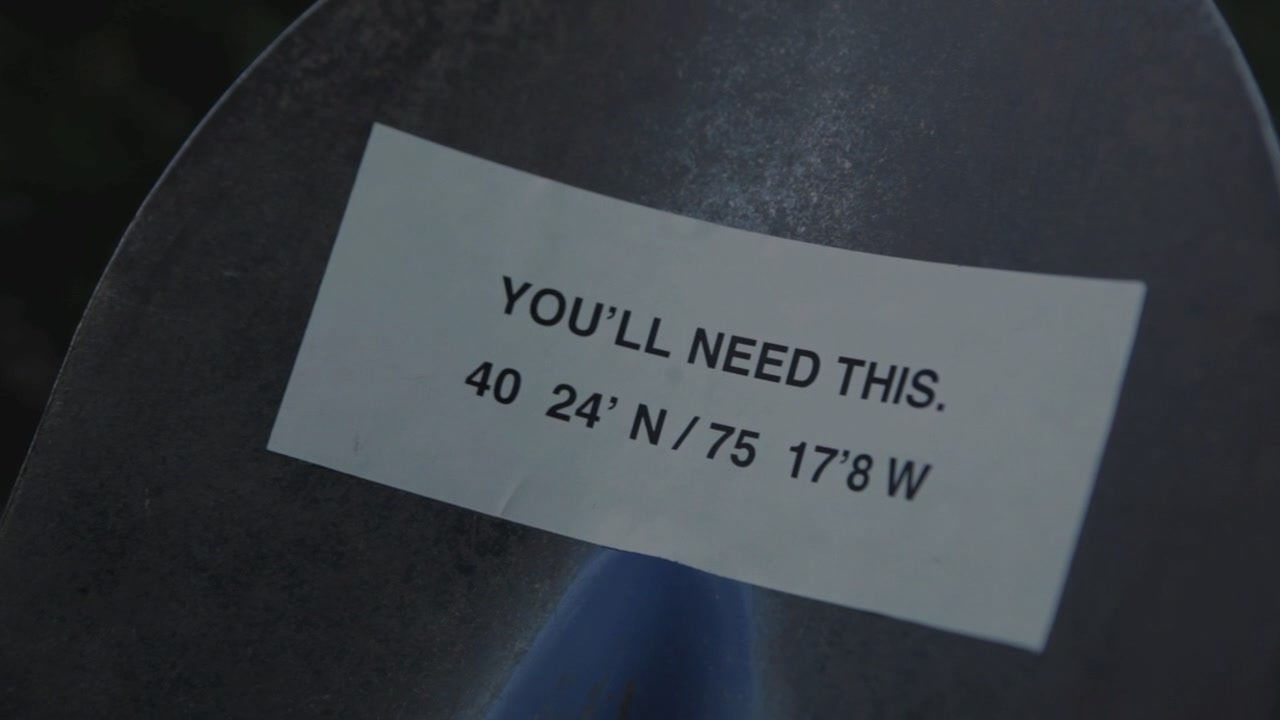 YOU'LL NEED THIS.
40 24' N / 75 17'8 W